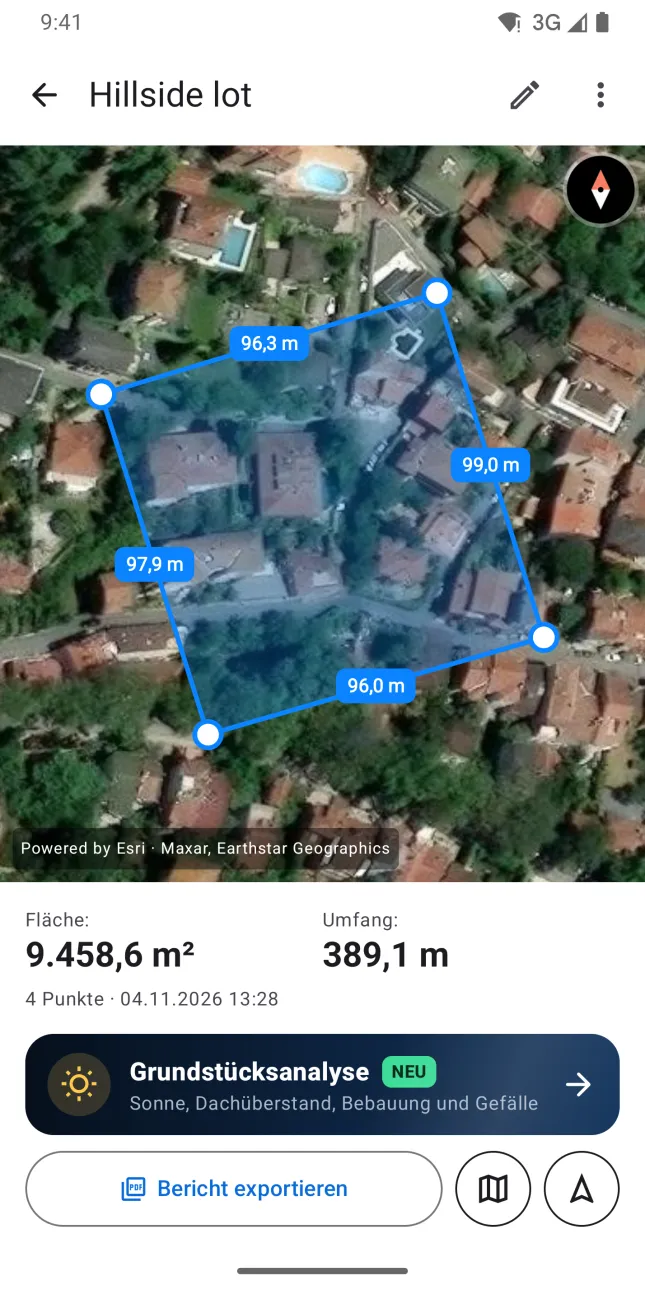 9:41
3G
Hillside lot
96,3 m
99,0 m
97,9 m
96,0 m
Powered by Esri · Maxar, Earthstar Geographics
Fläche:
9.458,6 m²
Umfang:
389,1 m
4 Punkte · 04.11.2026 13:28
Grundstücksanalyse NEU
Sonne, Dachüberstand, Bebauung und Gefälle
PDF Bericht exportieren